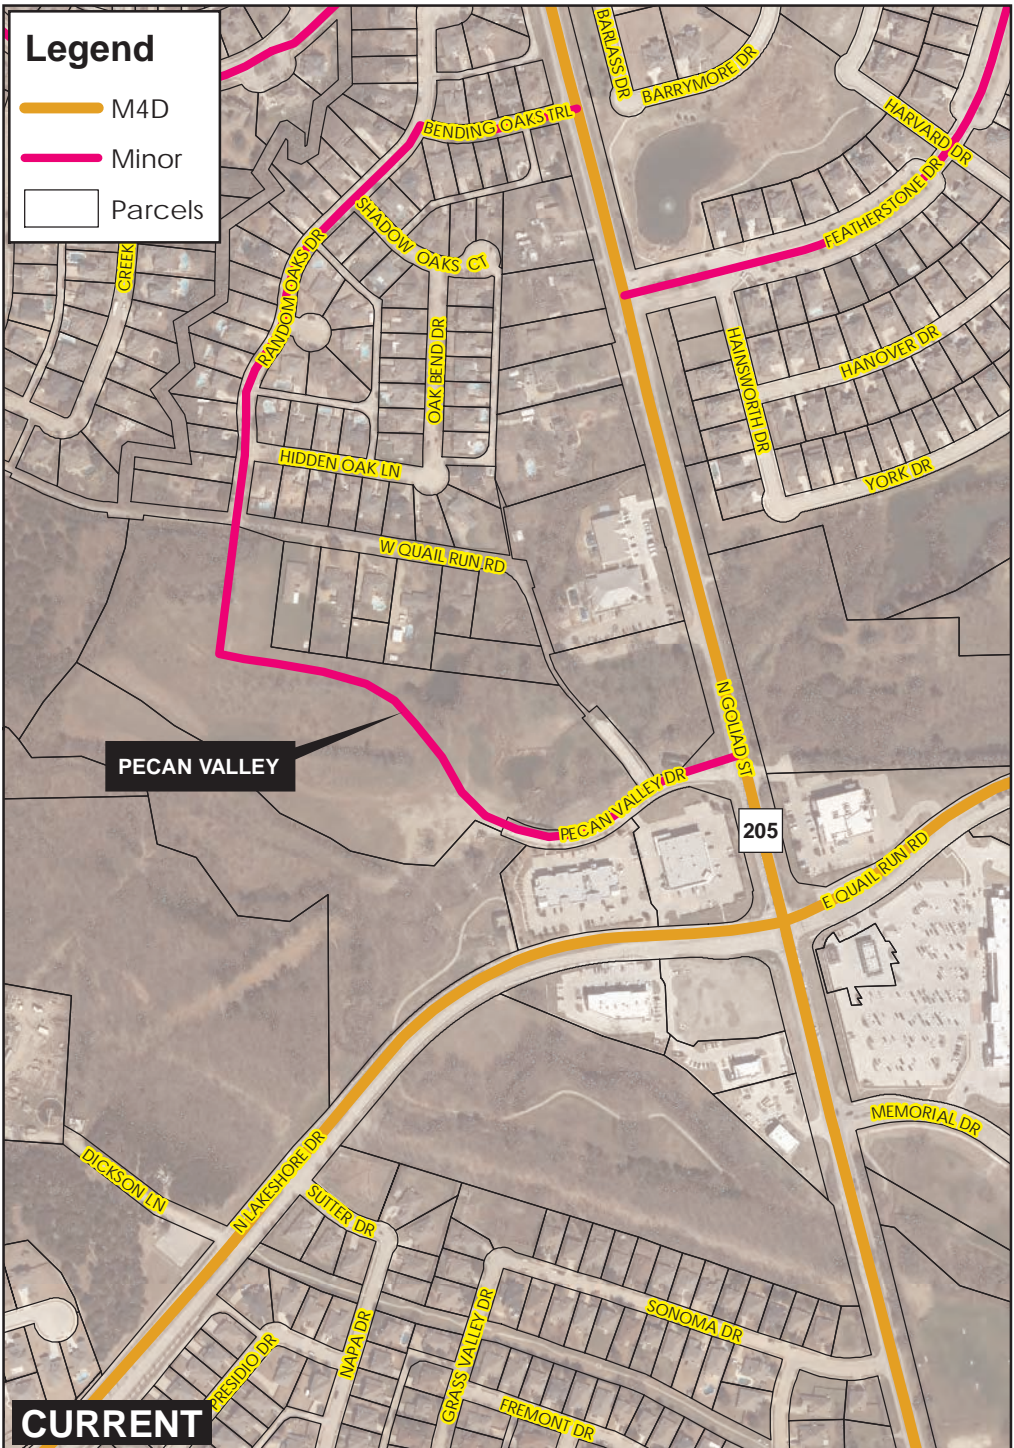 Legend
M4D
Minor
Parcels
BARLASS DR
BARRYMORE DR
HARVARD DR
BENDING OAKS TRL
FEATHERSTONE DR
SHADOW OAKS CT
CREEK
RANDOM OAKS DR
OAK BEND DR
HAINSWORTH DR
HANOVER DR
HIDDEN OAK LN
YORK DR
W QUAIL RUN RD
N GOLIAD ST
PECAN VALLEY
PECAN VALLEY DR
205
E QUAIL RUN RD
MEMORIAL DR
N LAKESHORE DR
DICKSON LN
SUTTER DR
SONOMA DR
NAPA DR
GRASS VALLEY DR
PRESIDIO DR
FREMONT DR
CURRENT